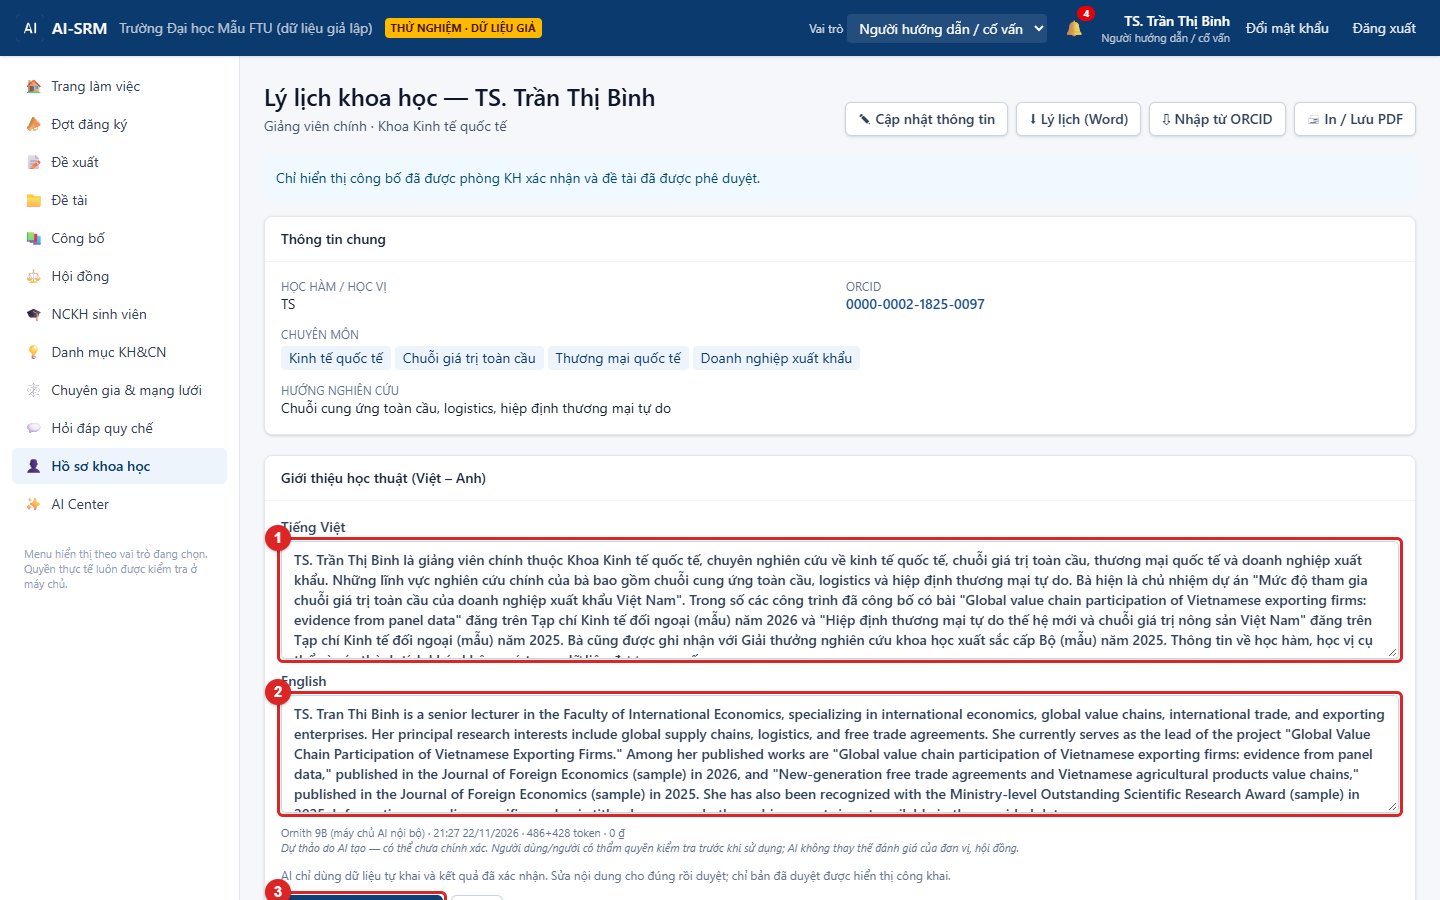 AI AI-SRM Trường Đại học Mẫu FTU (dữ liệu giả lập) THỬ NGHIỆM · DỮ LIỆU GIẢ
Vai trò Người hướng dẫn / cố vấn 4 TS. Trần Thị Bình Người hướng dẫn / cố vấn Đổi mật khẩu Đăng xuất
Trang làm việc
Đợt đăng ký
Đề xuất
Đề tài
Công bố
Hội đồng
NCKH sinh viên
Danh mục KH&CN
Chuyên gia & mạng lưới
Hỏi đáp quy chế
Hồ sơ khoa học
AI Center
Menu hiển thị theo vai trò đang chọn.
Quyền thực tế luôn được kiểm tra ở
máy chủ.
Lý lịch khoa học — TS. Trần Thị Bình
Giảng viên chính · Khoa Kinh tế quốc tế
Cập nhật thông tin
Lý lịch (Word)
Nhập từ ORCID
In / Lưu PDF
Chỉ hiển thị công bố đã được phòng KH xác nhận và đề tài đã được phê duyệt.
Thông tin chung
HỌC HÀM / HỌC VỊ
TS
ORCID
0000-0002-1825-0097
CHUYÊN MÔN
Kinh tế quốc tế Chuỗi giá trị toàn cầu Thương mại quốc tế Doanh nghiệp xuất khẩu
HƯỚNG NGHIÊN CỨU
Chuỗi cung ứng toàn cầu, logistics, hiệp định thương mại tự do
Giới thiệu học thuật (Việt – Anh)
Tiếng Việt
1
TS. Trần Thị Bình là giảng viên chính thuộc Khoa Kinh tế quốc tế, chuyên nghiên cứu về kinh tế quốc tế, chuỗi giá trị toàn cầu, thương mại quốc tế và doanh nghiệp xuất
khẩu. Những lĩnh vực nghiên cứu chính của bà bao gồm chuỗi cung ứng toàn cầu, logistics và hiệp định thương mại tự do. Bà hiện là chủ nhiệm dự án "Mức độ tham gia
chuỗi giá trị toàn cầu của doanh nghiệp xuất khẩu Việt Nam". Trong số các công trình đã công bố có bài "Global value chain participation of Vietnamese exporting firms:
evidence from panel data" đăng trên Tạp chí Kinh tế đối ngoại (mẫu) năm 2026 và "Hiệp định thương mại tự do thế hệ mới và chuỗi giá trị nông sản Việt Nam" đăng trên
Tạp chí Kinh tế đối ngoại (mẫu) năm 2025. Bà cũng được ghi nhận với Giải thưởng nghiên cứu khoa học xuất sắc cấp Bộ (mẫu) năm 2025. Thông tin về học hàm, học vị cụ
English
2
TS. Tran Thi Binh is a senior lecturer in the Faculty of International Economics, specializing in international economics, global value chains, international trade, and exporting
enterprises. Her principal research interests include global supply chains, logistics, and free trade agreements. She currently serves as the lead of the project "Global Value
Chain Participation of Vietnamese Exporting Firms." Among her published works are "Global value chain participation of Vietnamese exporting firms: evidence from panel
data," published in the Journal of Foreign Economics (sample) in 2026, and "New-generation free trade agreements and Vietnamese agricultural products value chains,"
published in the Journal of Foreign Economics (sample) in 2025. She has also been recognized with the Ministry-level Outstanding Scientific Research Award (sample) in
Ornith 9B (máy chủ AI nội bộ) · 21:27 22/11/2026 · 486+428 token · 0 ₫
Dự thảo do AI tạo — có thể chưa chính xác. Người dùng/người có thẩm quyền kiểm tra trước khi sử dụng; AI không thay thế đánh giá của đơn vị, hội đồng.
AI chỉ dùng dữ liệu tự khai và kết quả đã xác nhận. Sửa nội dung cho đúng rồi duyệt; chỉ bản đã duyệt được hiển thị công khai.
3